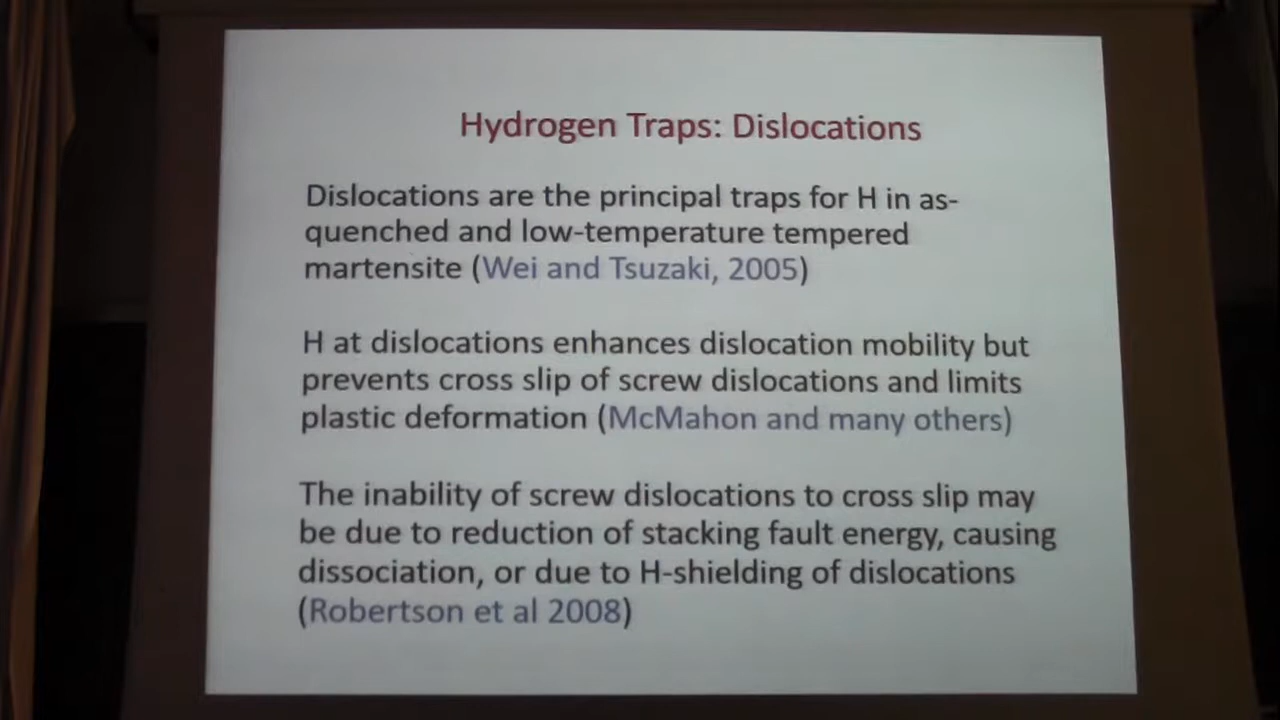 Hydrogen Traps: Dislocations
Dislocations are the principal traps for H in as-
quenched and low-temperature tempered
martensite (Wei and Tsuzaki, 2005)
H at dislocations enhances dislocation mobility but
prevents cross slip of screw dislocations and limits
plastic deformation (McMahon and many others)
The inability of screw dislocations to cross slip may
be due to reduction of stacking fault energy, causing
dissociation, or due to H-shielding of dislocations
(Robertson et al 2008)